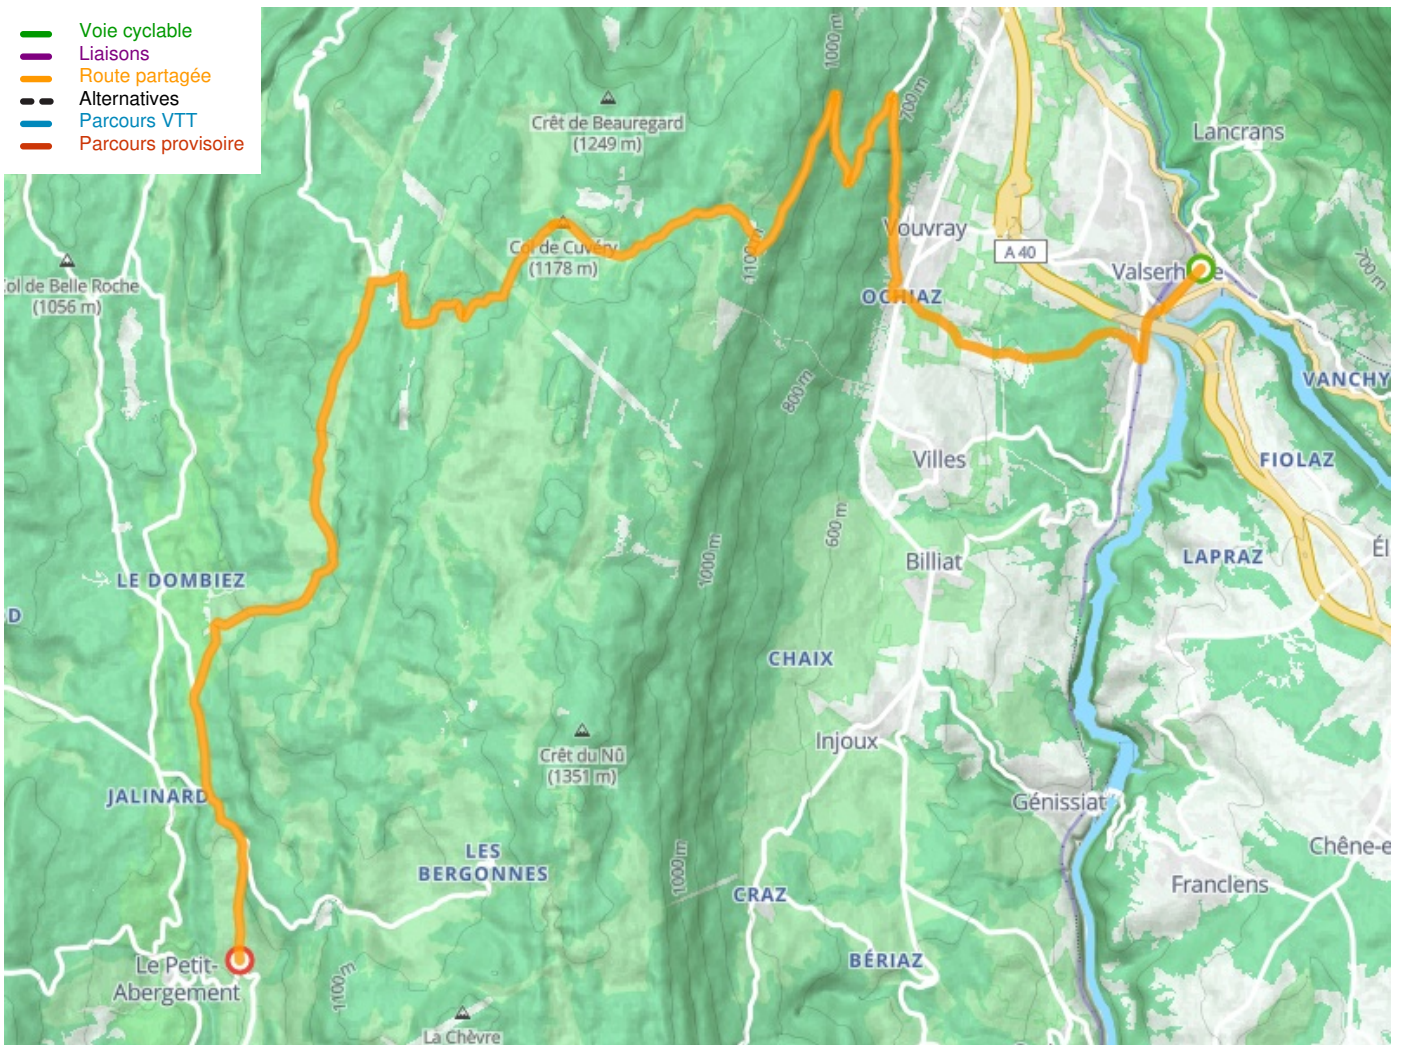 Voie cyclable
Liaisons
Route partagée
Alternatives
Parcours VTT
Parcours provisoire
1000 m
700 m
Crêt de Beauregard
(1249 m)
Lancrans
Vouvray
A 40
Col de Cuvéry
(1178 m)
1100 m
Valserh e
700 m
ol de Belle Roche
(1056 m)
OCHIAZ
VANCHY
800 m
Villes
FIOLAZ
600 m
1000 m
Billiat
LAPRAZ
Él
LE DOMBIEZ
D
CHAIX
Injoux
Crêt du Nû
(1351 m)
JALINARD
Génissiat
Chêne-e
LES
BERGONNES
1000 m
CRAZ
Franclens
BÉRIAZ
Le Petit-
Abergement
1100 m
La Chèvre